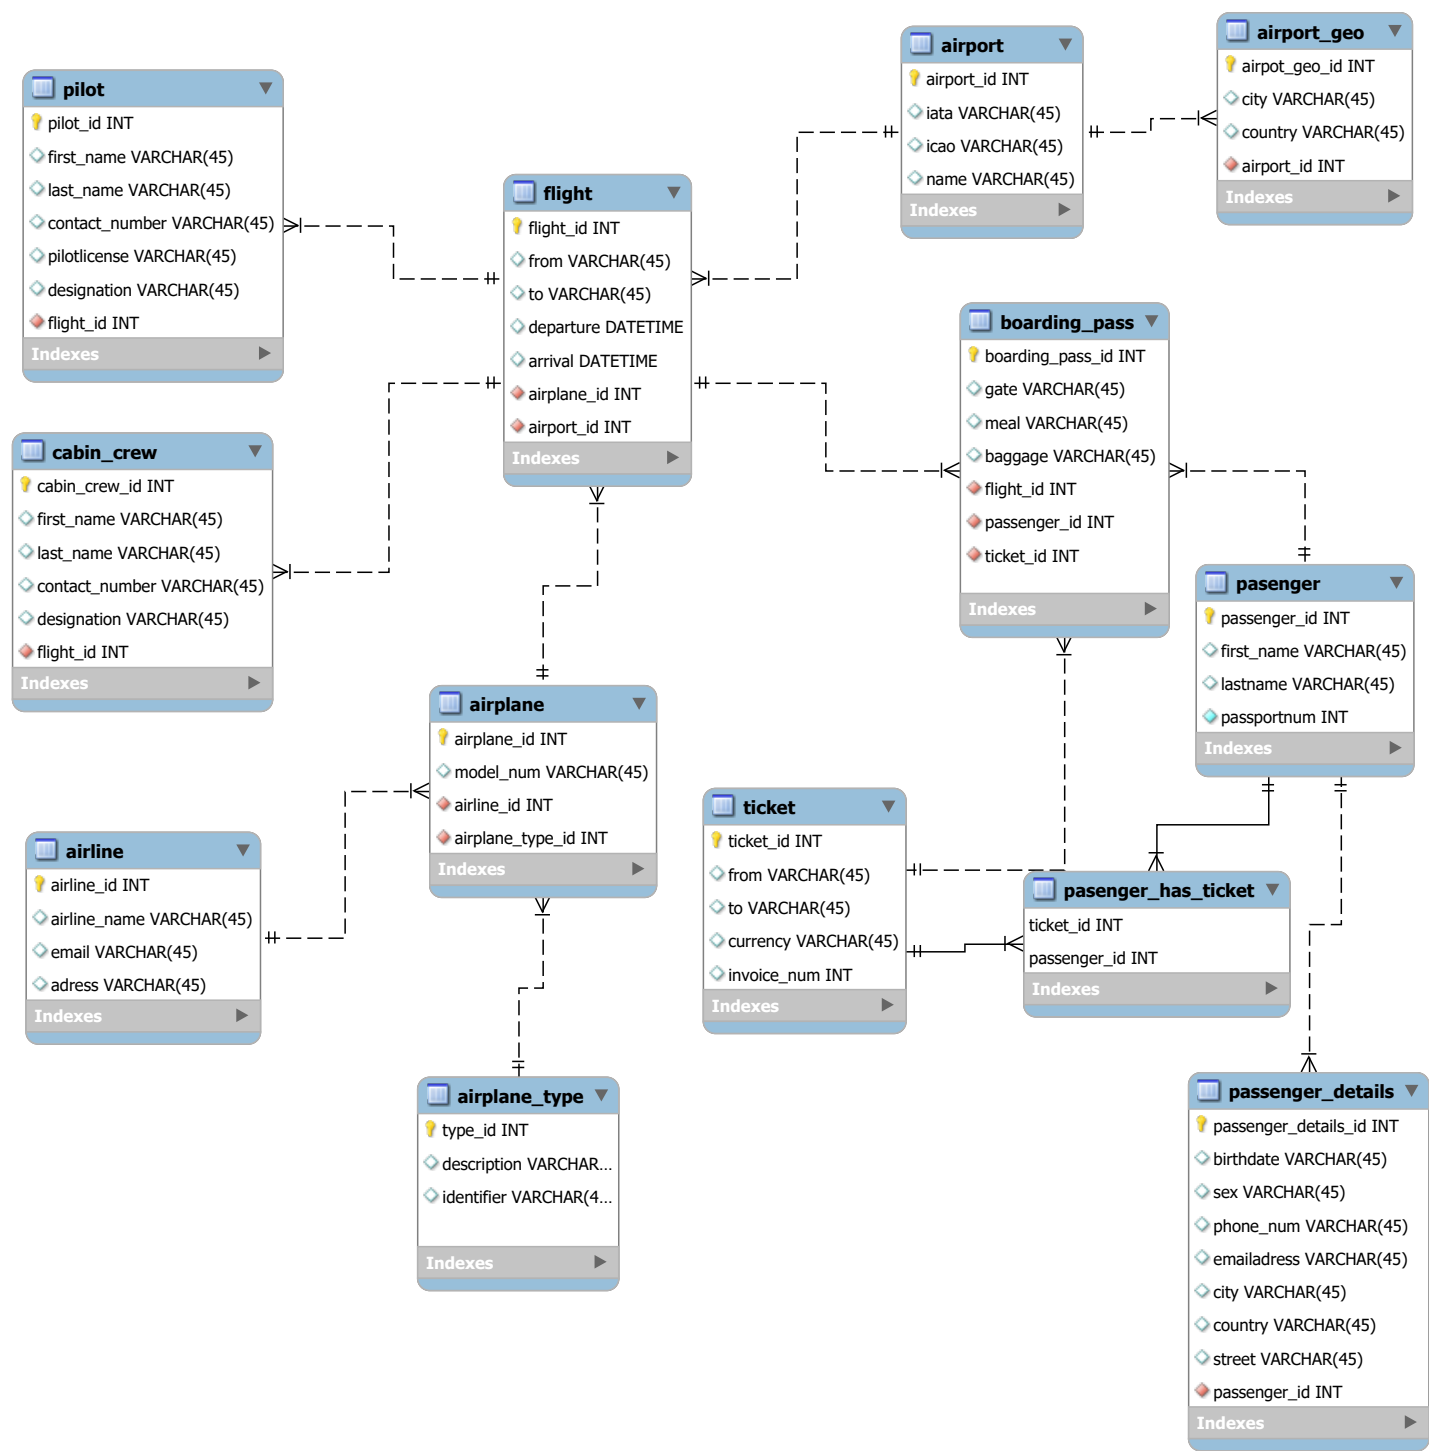 pilot
pilot_id INT
first_name VARCHAR(45)
last_name VARCHAR(45)
contact_number VARCHAR(45)
pilotlicense VARCHAR(45)
designation VARCHAR(45)
flight_id INT
Indexes
cabin_crew
cabin_crew_id INT
first_name VARCHAR(45)
last_name VARCHAR(45)
contact_number VARCHAR(45)
designation VARCHAR(45)
flight_id INT
Indexes
airline
airline_id INT
airline_name VARCHAR(45)
email VARCHAR(45)
adress VARCHAR(45)
Indexes
flight
flight_id INT
from VARCHAR(45)
to VARCHAR(45)
departure DATETIME
arrival DATETIME
airplane_id INT
airport_id INT
Indexes
airplane
airplane_id INT
model_num VARCHAR(45)
airline_id INT
airplane_type_id INT
Indexes
airplane_type
type_id INT
description VARCHAR...
identifier VARCHAR(4...
Indexes
airport
airport_id INT
iata VARCHAR(45)
icao VARCHAR(45)
name VARCHAR(45)
Indexes
airport_geo
airpot_geo_id INT
city VARCHAR(45)
country VARCHAR(45)
airport_id INT
Indexes
boarding_pass
boarding_pass_id INT
gate VARCHAR(45)
meal VARCHAR(45)
baggage VARCHAR(45)
flight_id INT
passenger_id INT
ticket_id INT
Indexes
pasenger
passenger_id INT
first_name VARCHAR(45)
lastname VARCHAR(45)
passportnum INT
Indexes
ticket
ticket_id INT
from VARCHAR(45)
to VARCHAR(45)
currency VARCHAR(45)
invoice_num INT
Indexes
pasenger_has_ticket
ticket_id INT
passenger_id INT
Indexes
passenger_details
passenger_details_id INT
birthdate VARCHAR(45)
sex VARCHAR(45)
phone_num VARCHAR(45)
emailadress VARCHAR(45)
city VARCHAR(45)
country VARCHAR(45)
street VARCHAR(45)
passenger_id INT
Indexes